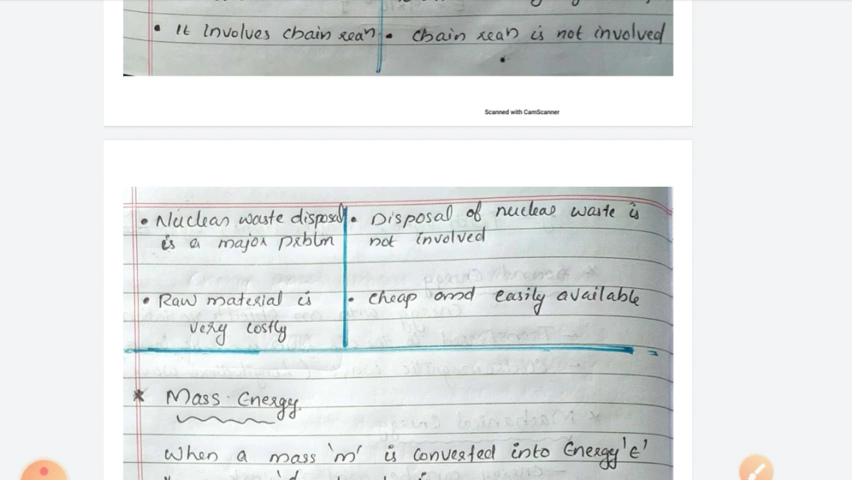 • It Involves chain rean • chain rean is not involved
Scanned with CamScanner
• Nuclear waste disposal • Disposal of nuclear waste is
is a major prblm not involved
• Raw material is • cheap and easily available
very costly
* Mass Energy
When a mass 'm' is converted into Energy 'E'